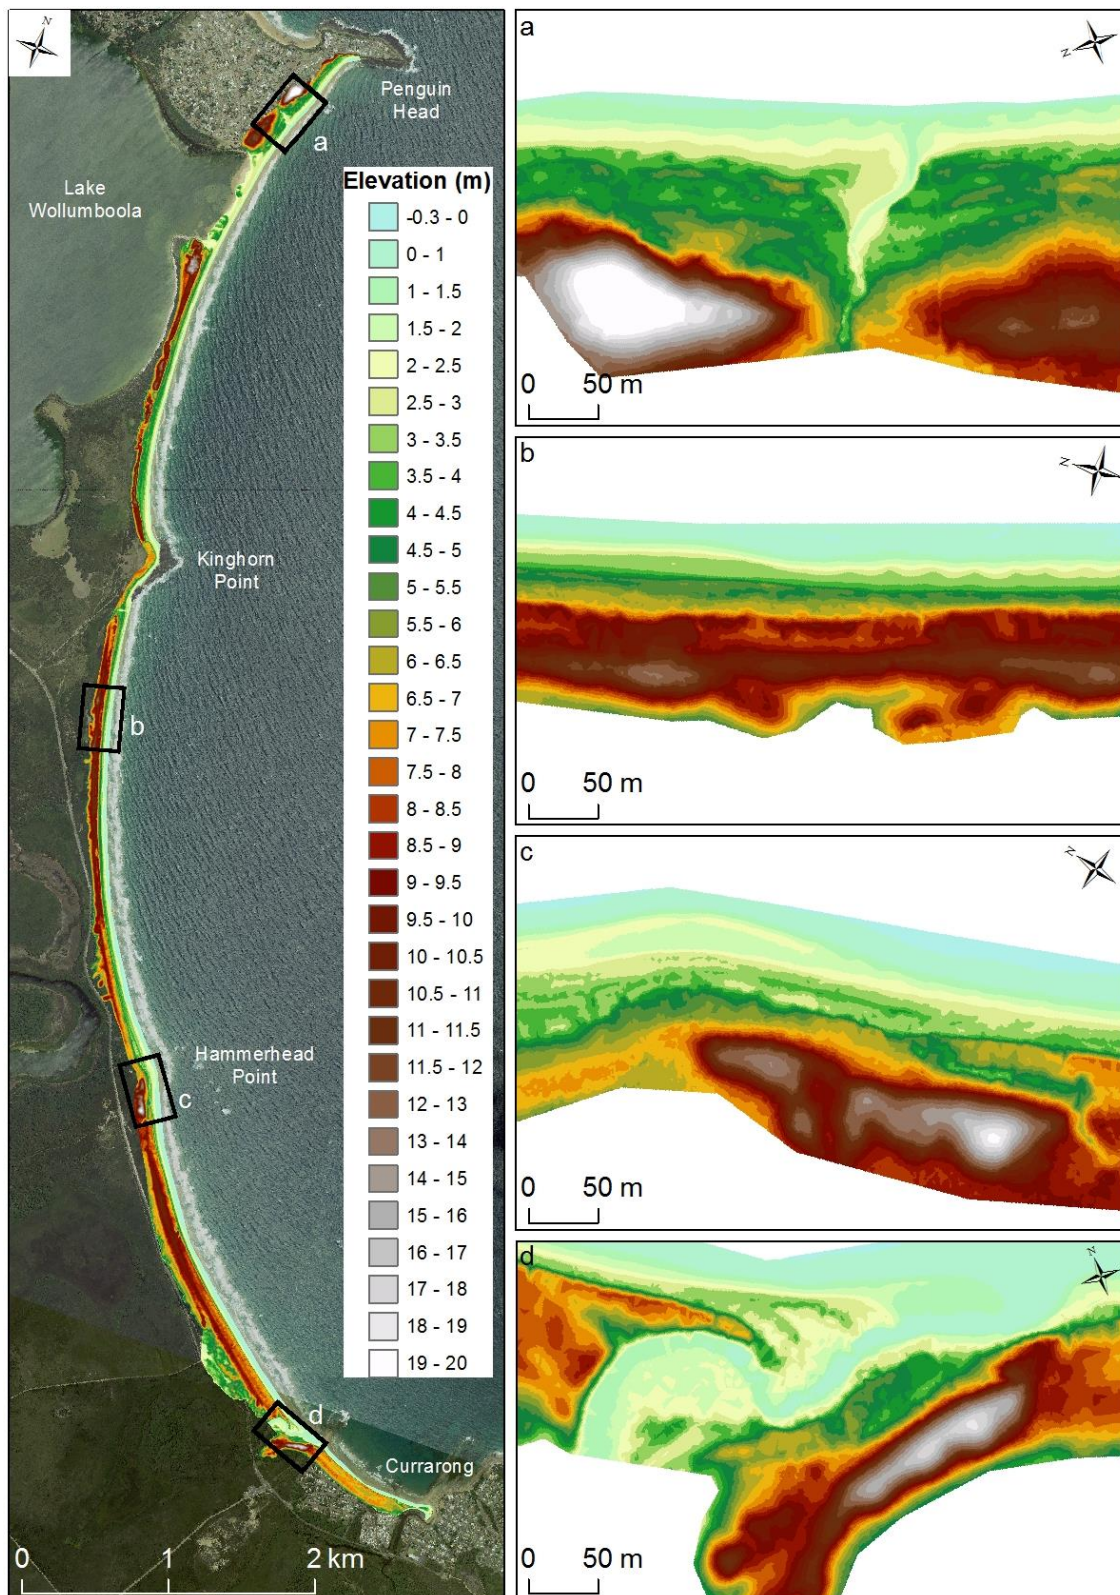 N
Penguin
Head
a
Lake
Wollumboola
Elevation (m)
-0.3 - 0
0 - 1
1 - 1.5
1.5 - 2
2 - 2.5
2.5 - 3
3 - 3.5
3.5 - 4
4 - 4.5
4.5 - 5
5 - 5.5
5.5 - 6
6 - 6.5
6.5 - 7
7 - 7.5
7.5 - 8
8 - 8.5
8.5 - 9
9 - 9.5
9.5 - 10
10 - 10.5
10.5 - 11
11 - 11.5
11.5 - 12
12 - 13
13 - 14
14 - 15
15 - 16
16 - 17
17 - 18
18 - 19
19 - 20
Kinghorn
Point
b
Hammerhead
Point
c
d
Currarong
0 1 2 km
a
N
0 50 m
b
N
0 50 m
c
N
0 50 m
d
N
0 50 m